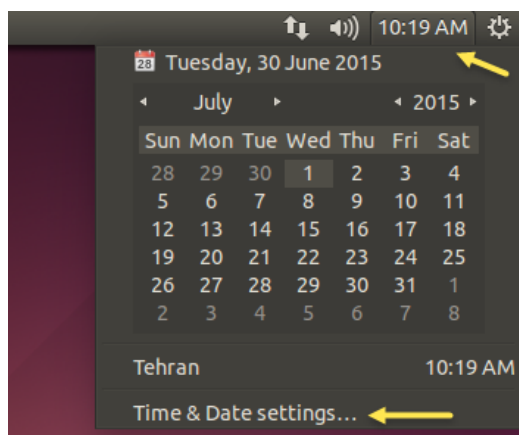 10:19 AM
28 Tuesday, 30 June 2015
July 2015
Sun Mon Tue Wed Thu Fri Sat
28 29 30 1 2 3 4
5 6 7 8 9 10 11
12 13 14 15 16 17 18
19 20 21 22 23 24 25
26 27 28 29 30 31 1
2 3 4 5 6 7 8
Tehran 10:19 AM
Time & Date settings...